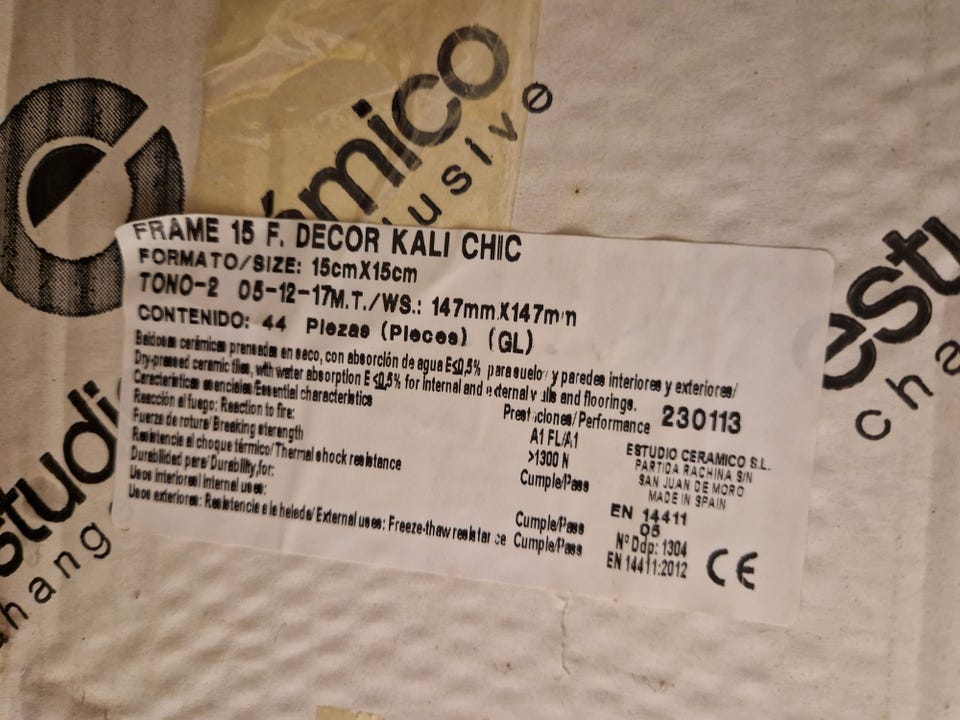 émico
lusivo
FRAME 15 F. DECOR KALI CHIC
FORMATO/SIZE: 15cmX15cm
TONO-2 05-12-17M.T./WS.: 147mmX147mm
CONTENIDO: 44 Piezas (Pieces) (GL)
Baldosas cerámicas prensadas en seco, con absorción de agua E≤0,5% para suelo y paredes interiores y exteriores/
Dry-pressed ceramic tiles, with water absorption E≤0,5% for internal and external walls and floorings.
Características esenciales/Essential characteristics Prestaciones/Performance 230113
Reacción al fuego: Reaction to fire: A1 FL/A1
Fuerza de rotura/Breaking strength >1300 N
Resistencia al choque térmico/Thermal shock resistance Cumple/Pass
Durabilidad para/Durability,for:
Usos interiores/ internal uses: Cumple/Pass
Usos exteriores: Resistencia a la helada/ External uses: Freeze-thaw resistance Cumple/Pass
ESTUDIO CERAMICO S.L.
PARTIDA RACHINA S/N
SAN JUAN DE MORO
MADE IN SPAIN
EN 14411
05
Nº Ddp: 1304
EN 14411:2012
CE
estu
cha
studi
hang